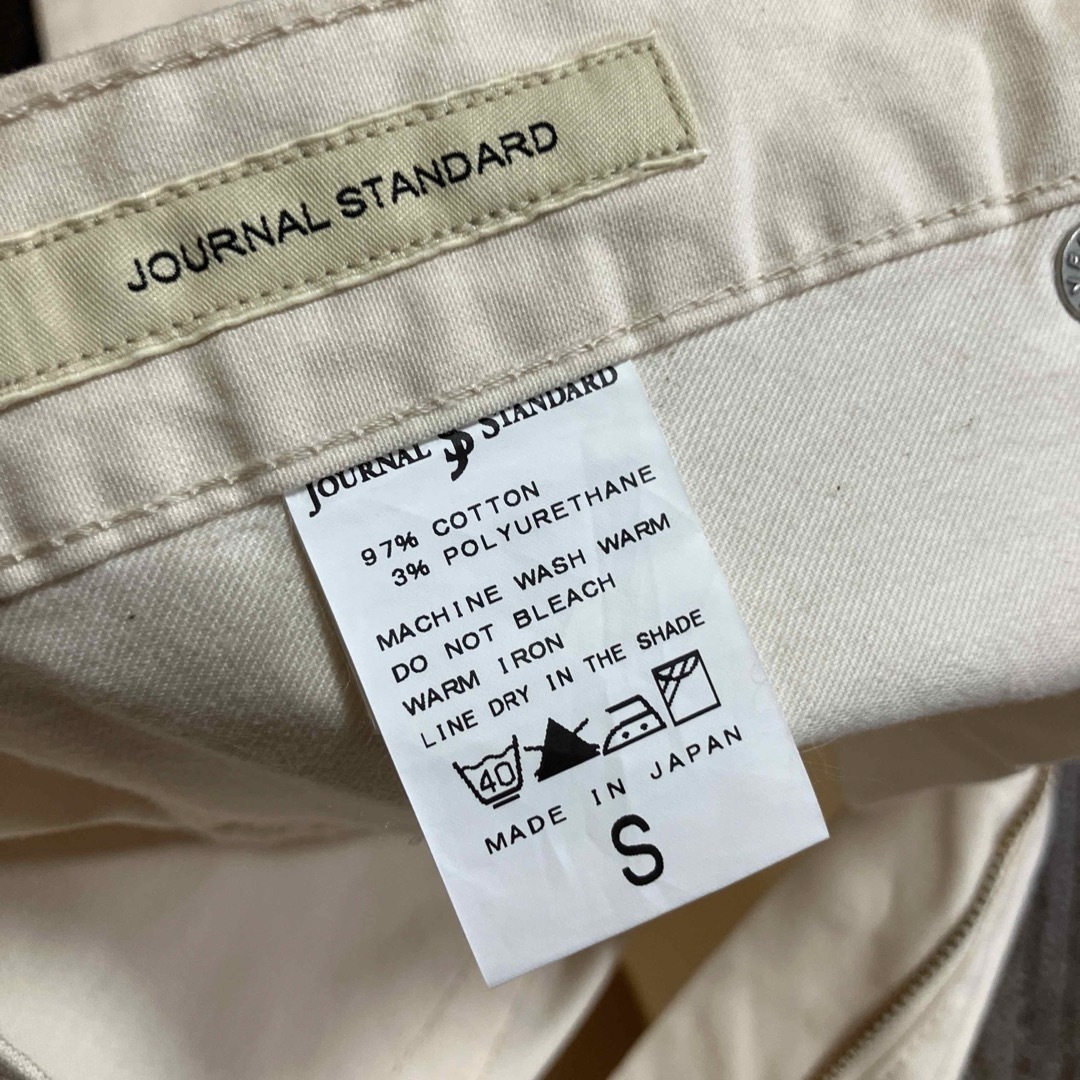 JOURNAL STANDARD
JOURNAL STANDARD
97% COTTON
3% POLYURETHANE
MACHINE WASH WARM
DO NOT BLEACH
WARM IRON
LINE DRY IN THE SHADE
40
MADE IN JAPAN
S